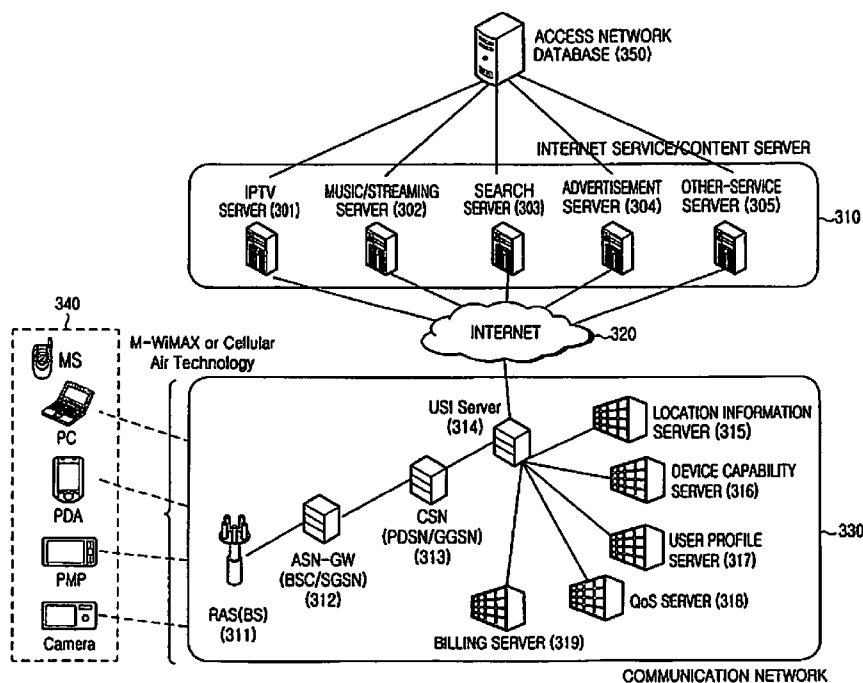 ACCESS NETWORK
DATABASE (350)
INTERNET SERVICE/CONTENT SERVER
IPTV
SERVER (301)
MUSIC/STREAMING
SERVER (302)
SEARCH
SERVER (303)
ADVERTISEMENT
SERVER (304)
OTHER-SERVICE
SERVER (305)
310
INTERNET
320
340
M-WiMAX or Cellular
Air Technology
MS
PC
PDA
PMP
Camera
USI Server
(314)
LOCATION INFORMATION
SERVER (315)
DEVICE CAPABILITY
SERVER (316)
USER PROFILE
SERVER (317)
QoS SERVER (318)
BILLING SERVER (319)
CSN
(PDSN/GGSN)
(313)
ASN-GW
(BSC/SGSN)
(312)
RAS(BS)
(311)
330
COMMUNICATION NETWORK